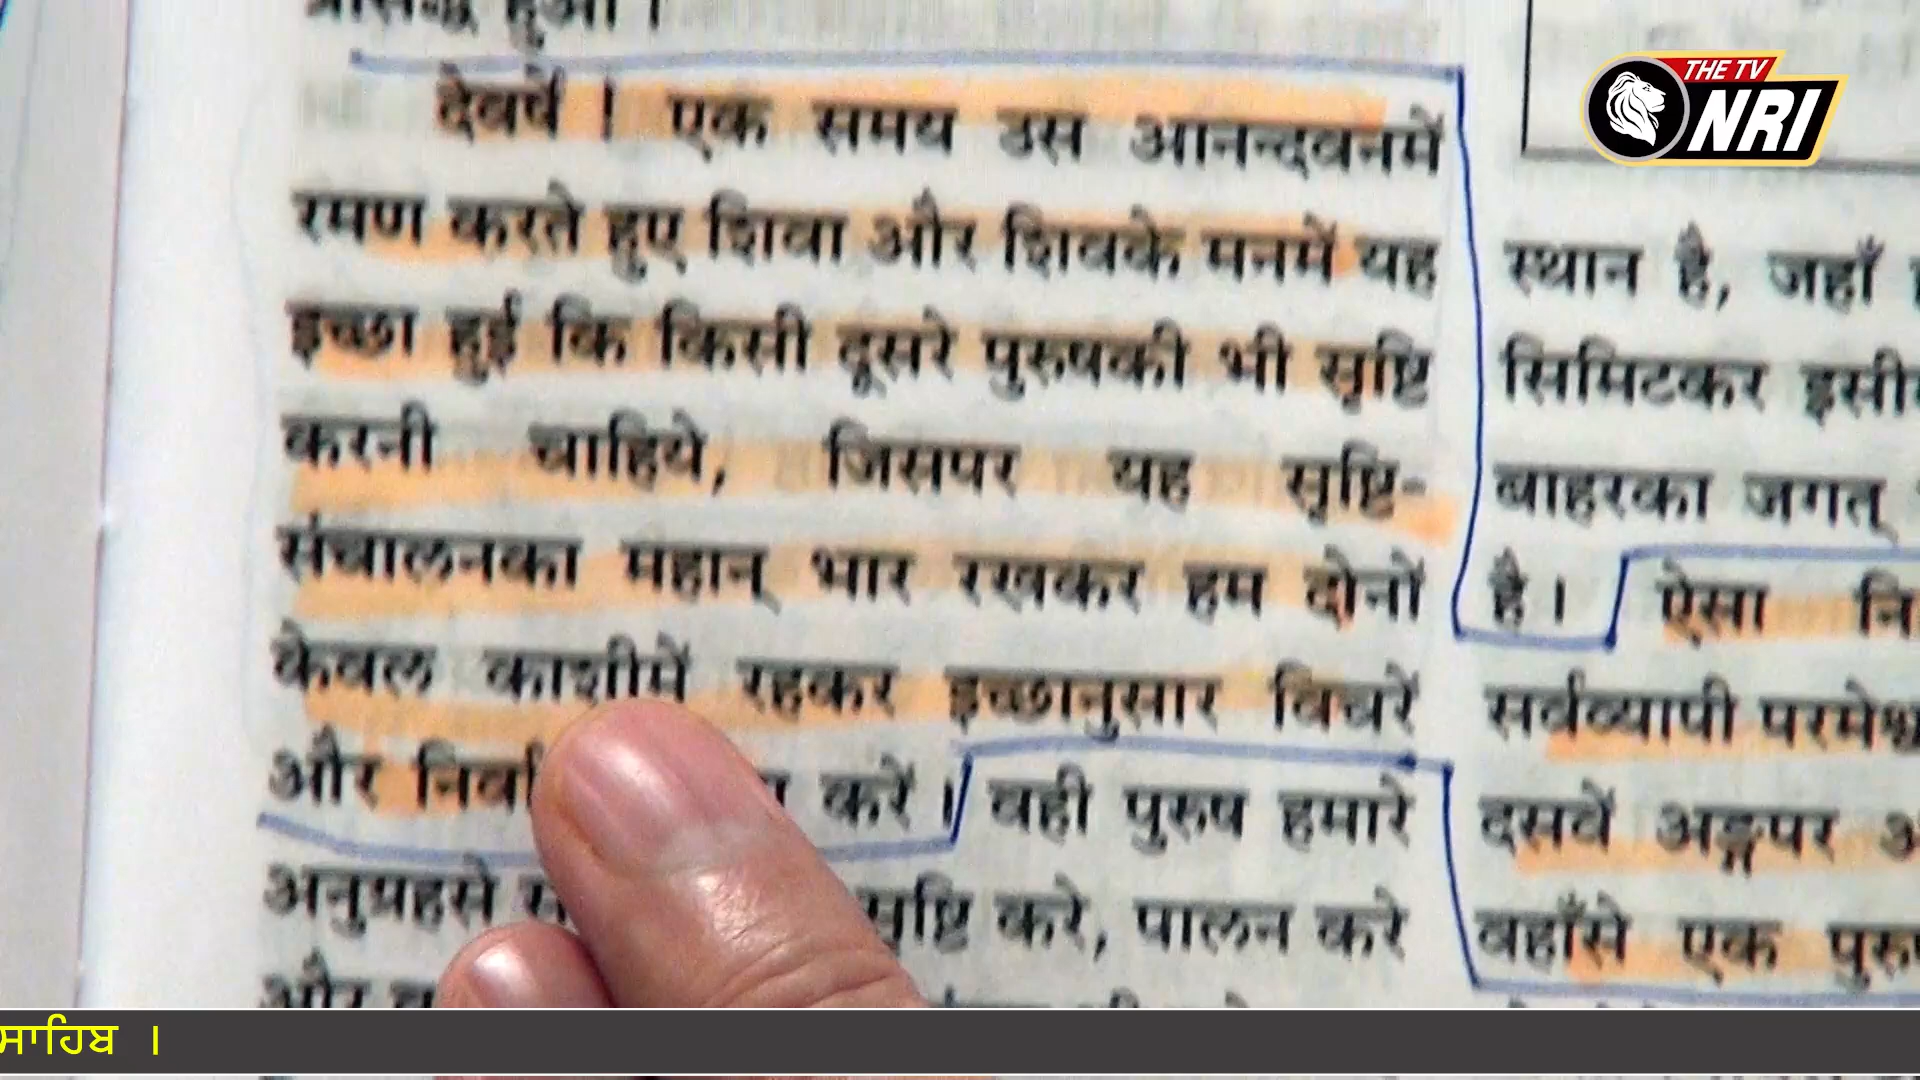 प्रसिद्ध हुआ।
देवर्षे ! एक समय उस आनन्दवनमें
रमण करते हुए शिवा और शिवके मनमें यह
इच्छा हुई कि किसी दूसरे पुरुषकी भी सृष्टि
करनी चाहिये, जिसपर यह सृष्टि-
संचालनका महान् भार रखकर हम दोनों
केवल काशीमें रहकर इच्छानुसार विचरें
और करें। वही पुरुष हमारे
अनुग्रहसे सृष्टि करे, पालन करे
और
स्थान है, जहाँ
सिमिटकर
बाहरका जगत्
है। ऐसा
सर्वव्यापी
दसवें अङ्गपर
वहाँसे एक
THE TV
NRI
ਸਾਹਿਬ ।